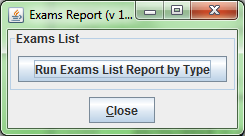 Exams Report (v 1...
Exams List
Run Exams List Report by Type
Close